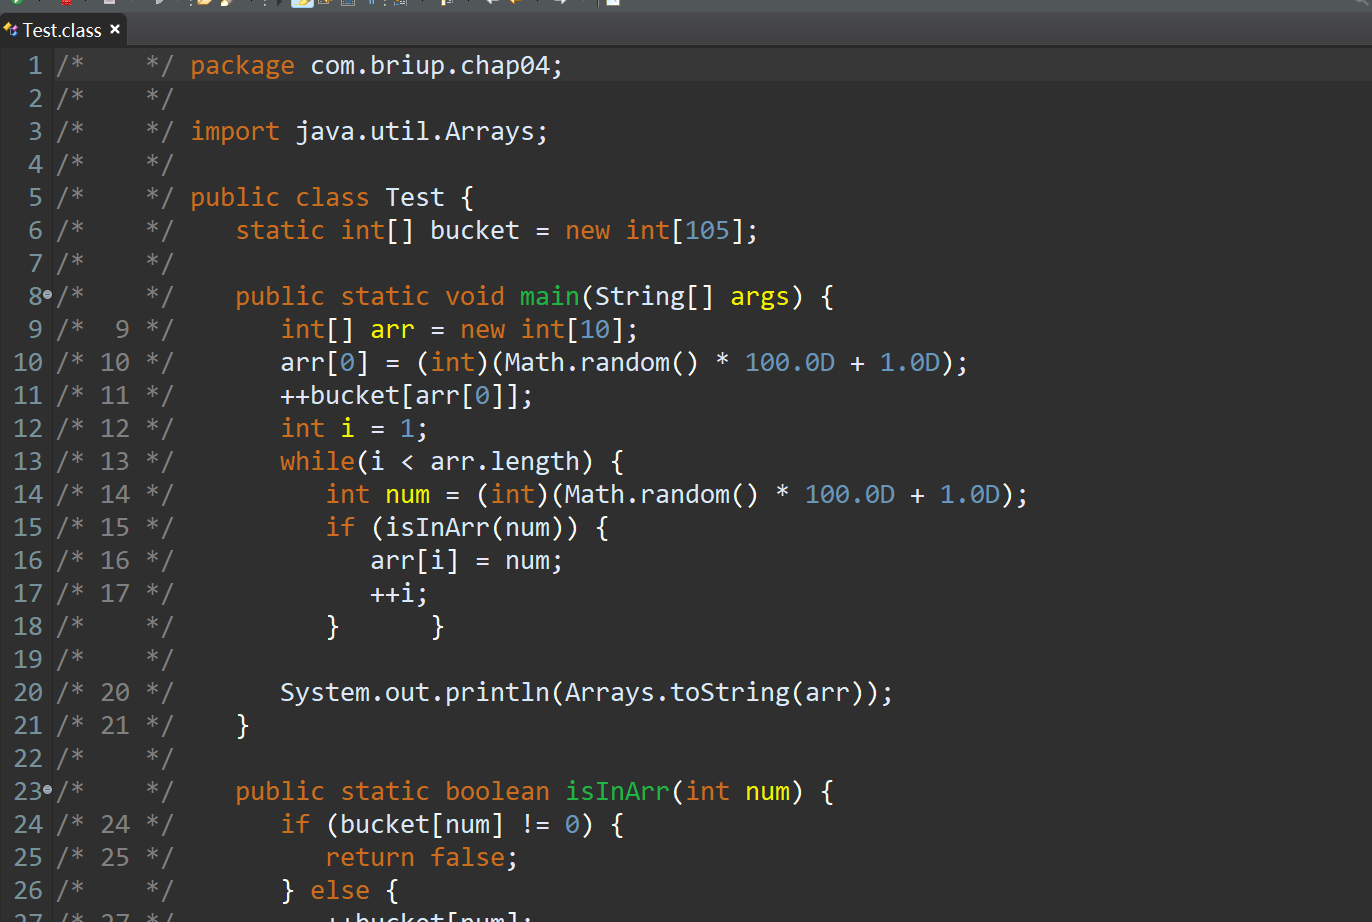 Test.class
1 /*    */ package com.briup.chap04;
2 /*    */
3 /*    */ import java.util.Arrays;
4 /*    */
5 /*    */ public class Test {
6 /*    */    static int[] bucket = new int[105];
7 /*    */
8 /*    */    public static void main(String[] args) {
9 /*  9 */       int[] arr = new int[10];
10 /* 10 */       arr[0] = (int)(Math.random() * 100.0D + 1.0D);
11 /* 11 */       ++bucket[arr[0]];
12 /* 12 */       int i = 1;
13 /* 13 */       while(i < arr.length) {
14 /* 14 */          int num = (int)(Math.random() * 100.0D + 1.0D);
15 /* 15 */          if (isInArr(num)) {
16 /* 16 */             arr[i] = num;
17 /* 17 */             ++i;
18 /*    */          }      }
19 /*    */
20 /* 20 */       System.out.println(Arrays.toString(arr));
21 /* 21 */    }
22 /*    */
23 /*    */    public static boolean isInArr(int num) {
24 /* 24 */       if (bucket[num] != 0) {
25 /* 25 */          return false;
26 /*    */       } else {
27 /* 27 */          ++bucket[num];